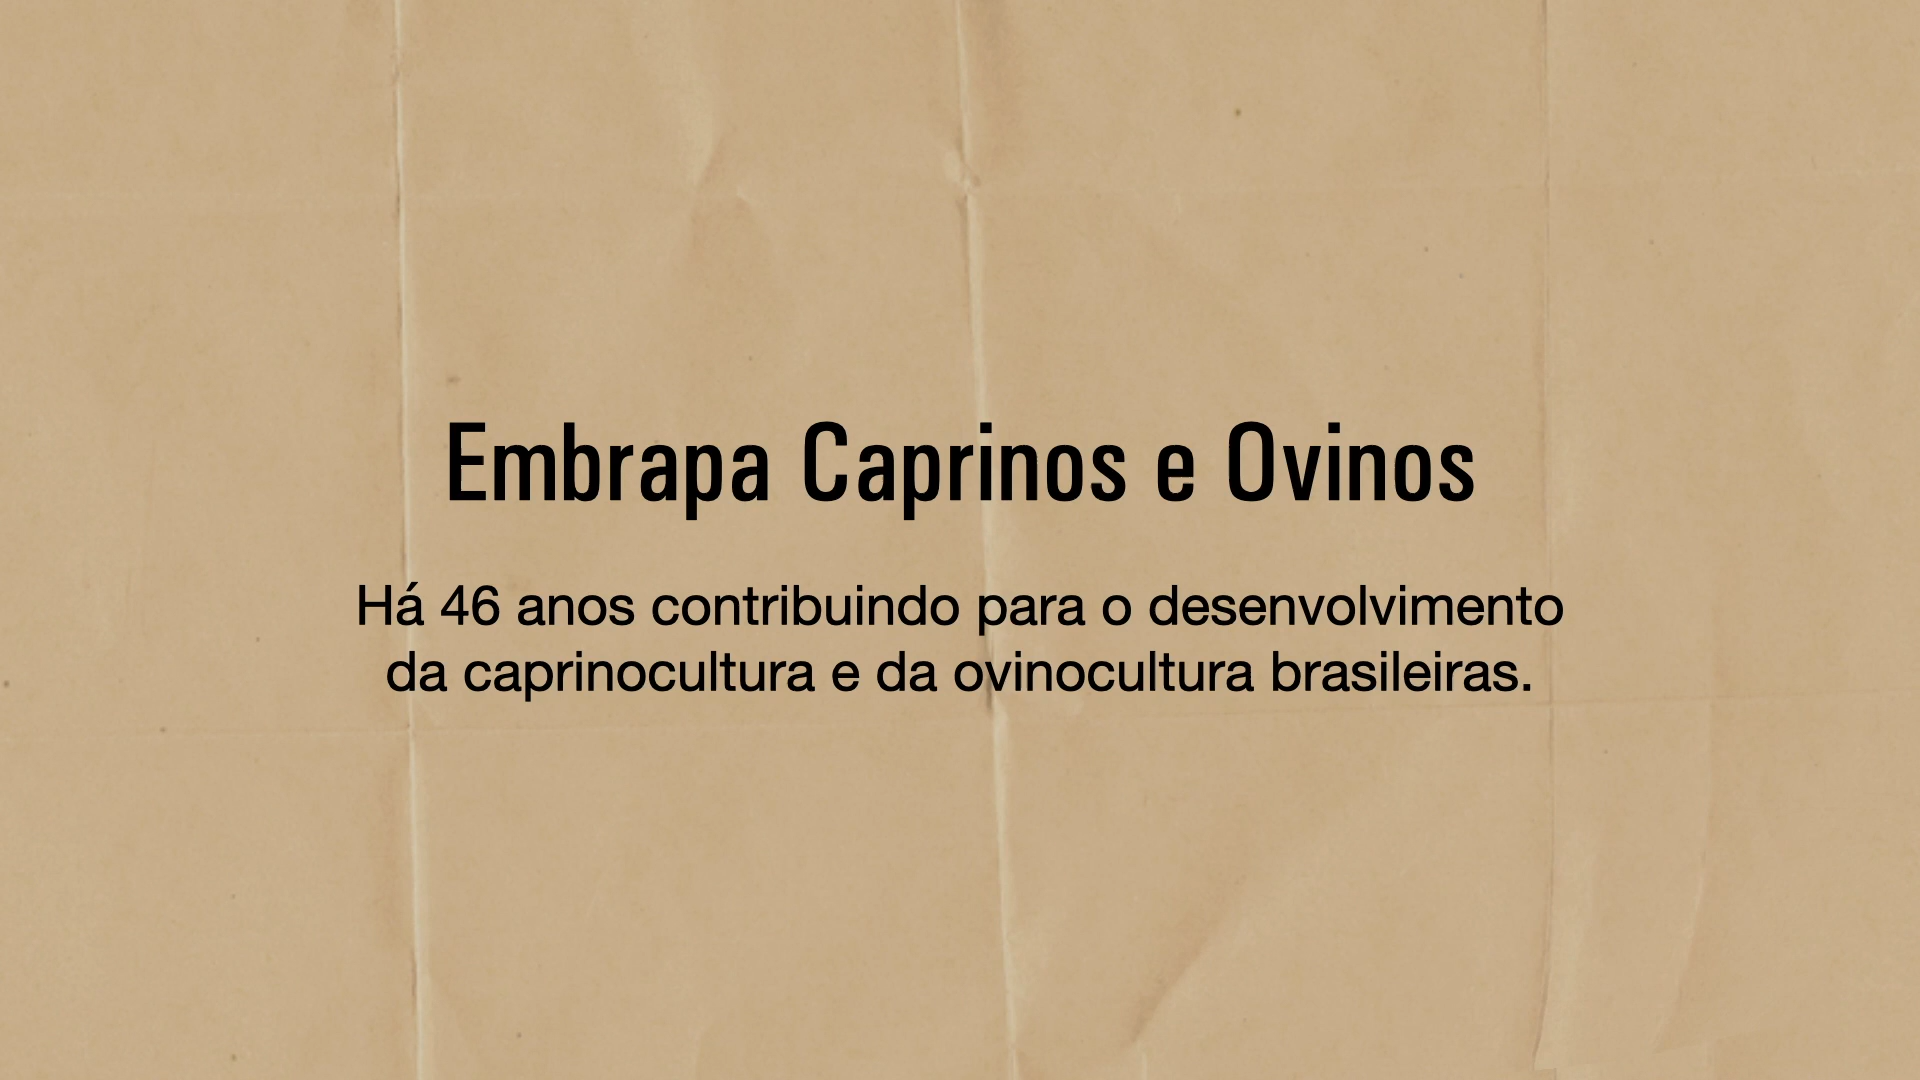 Embrapa Caprinos e Ovinos
Há 46 anos contribuindo para o desenvolvimento
da caprinocultura e da ovinocultura brasileiras.